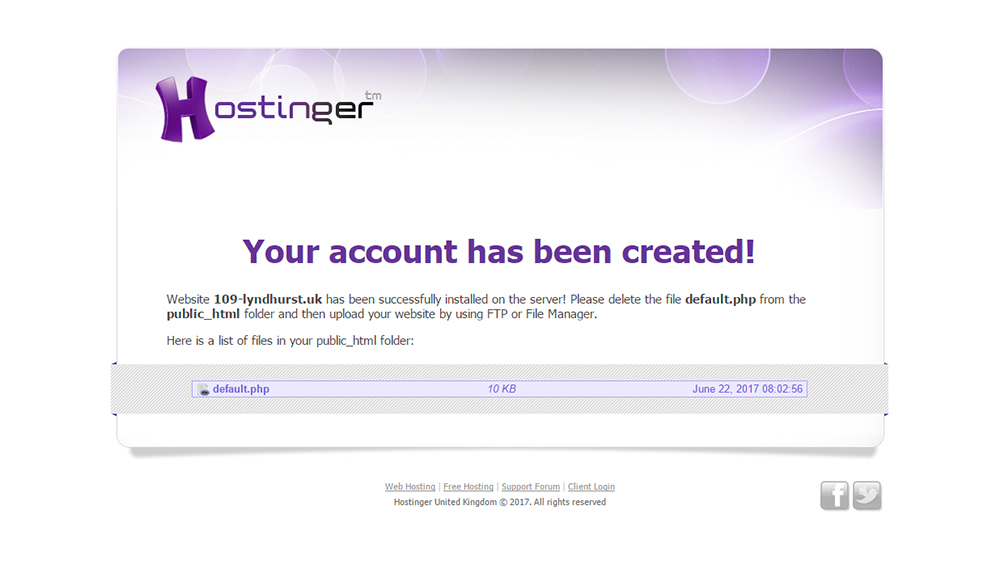 Hostinger tm
Your account has been created!
Website 109-lyndhurst.uk has been successfully installed on the server! Please delete the file default.php from the
public_html folder and then upload your website by using FTP or File Manager.
Here is a list of files in your public_html folder:
default.php 10 KB June 22, 2017 08:02:56
Web Hosting | Free Hosting | Support Forum | Client Login
Hostinger United Kingdom © 2017. All rights reserved